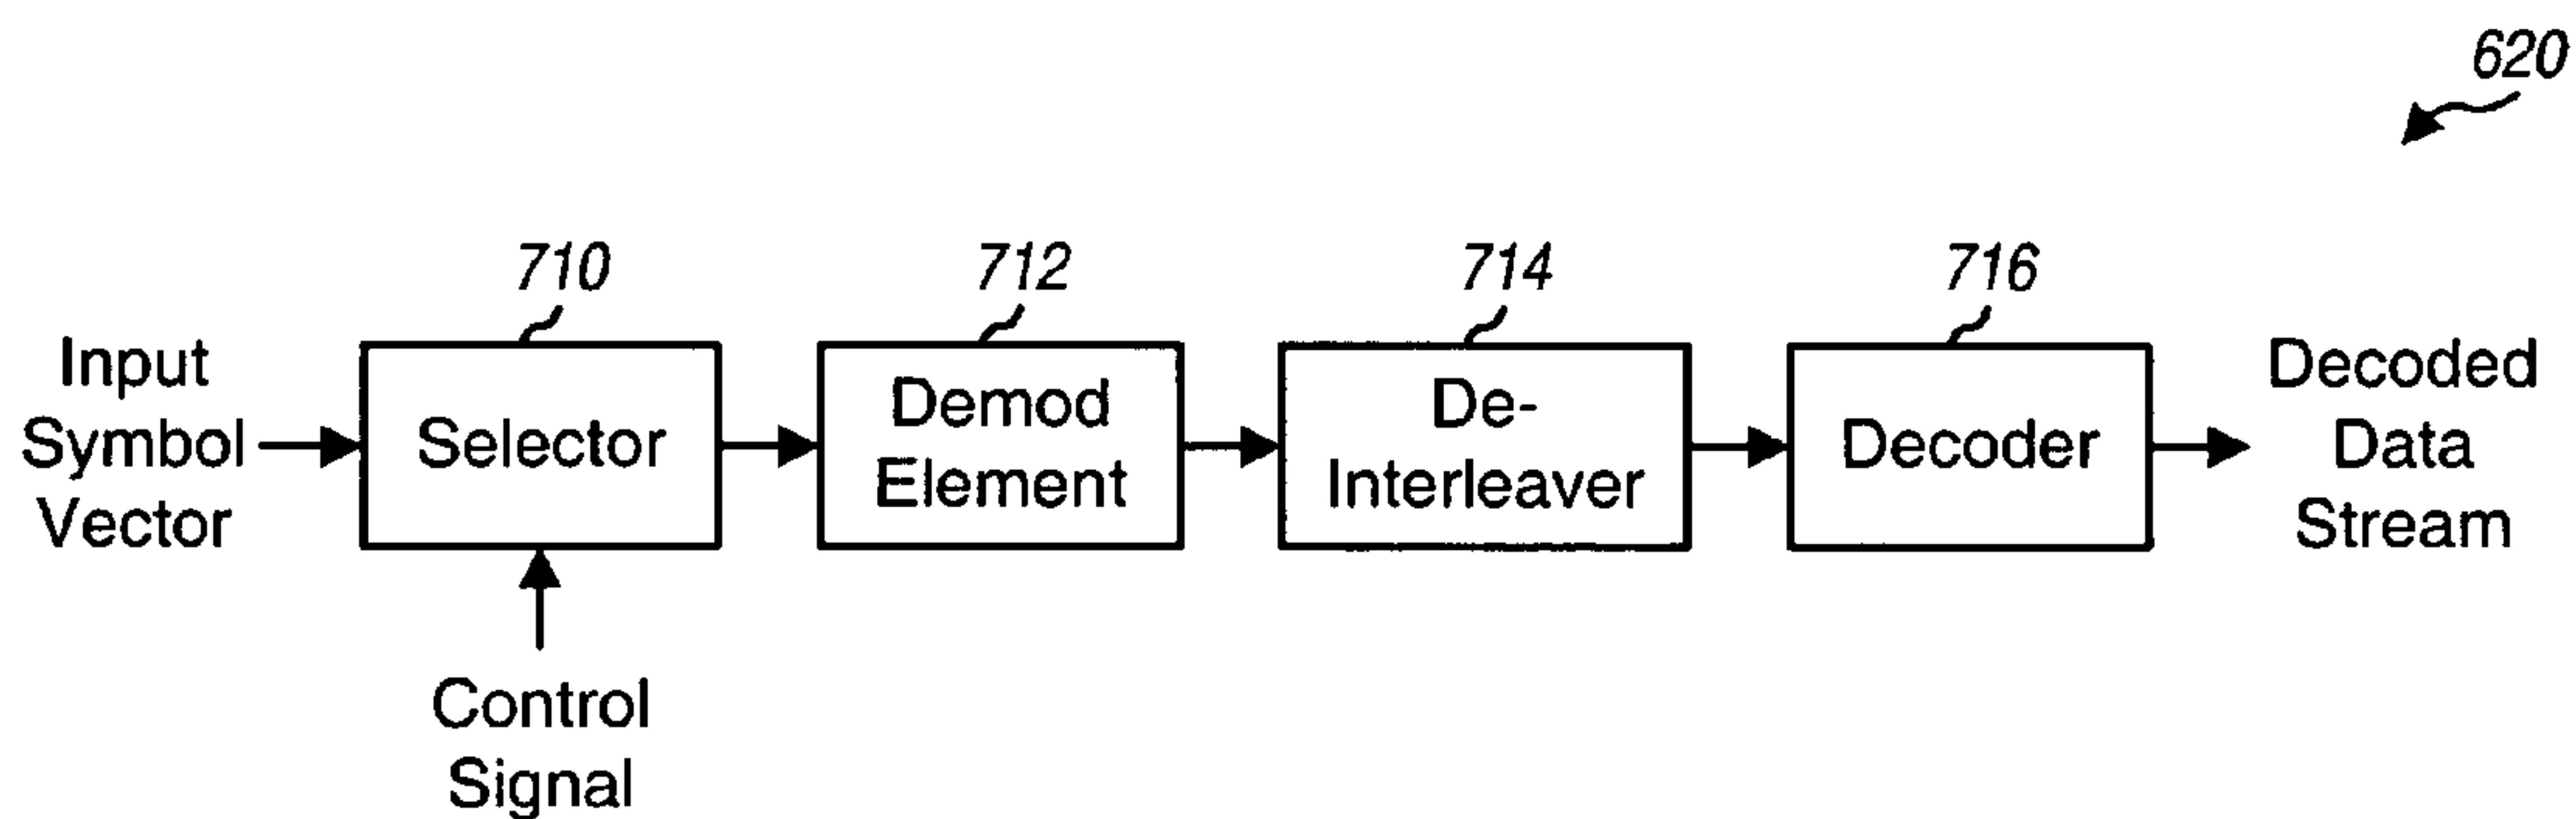 620
710
712
714
716
Input
Symbol
Vector
Selector
Demod
Element
De-
Interleaver
Decoder
Decoded
Data
Stream
Control
Signal